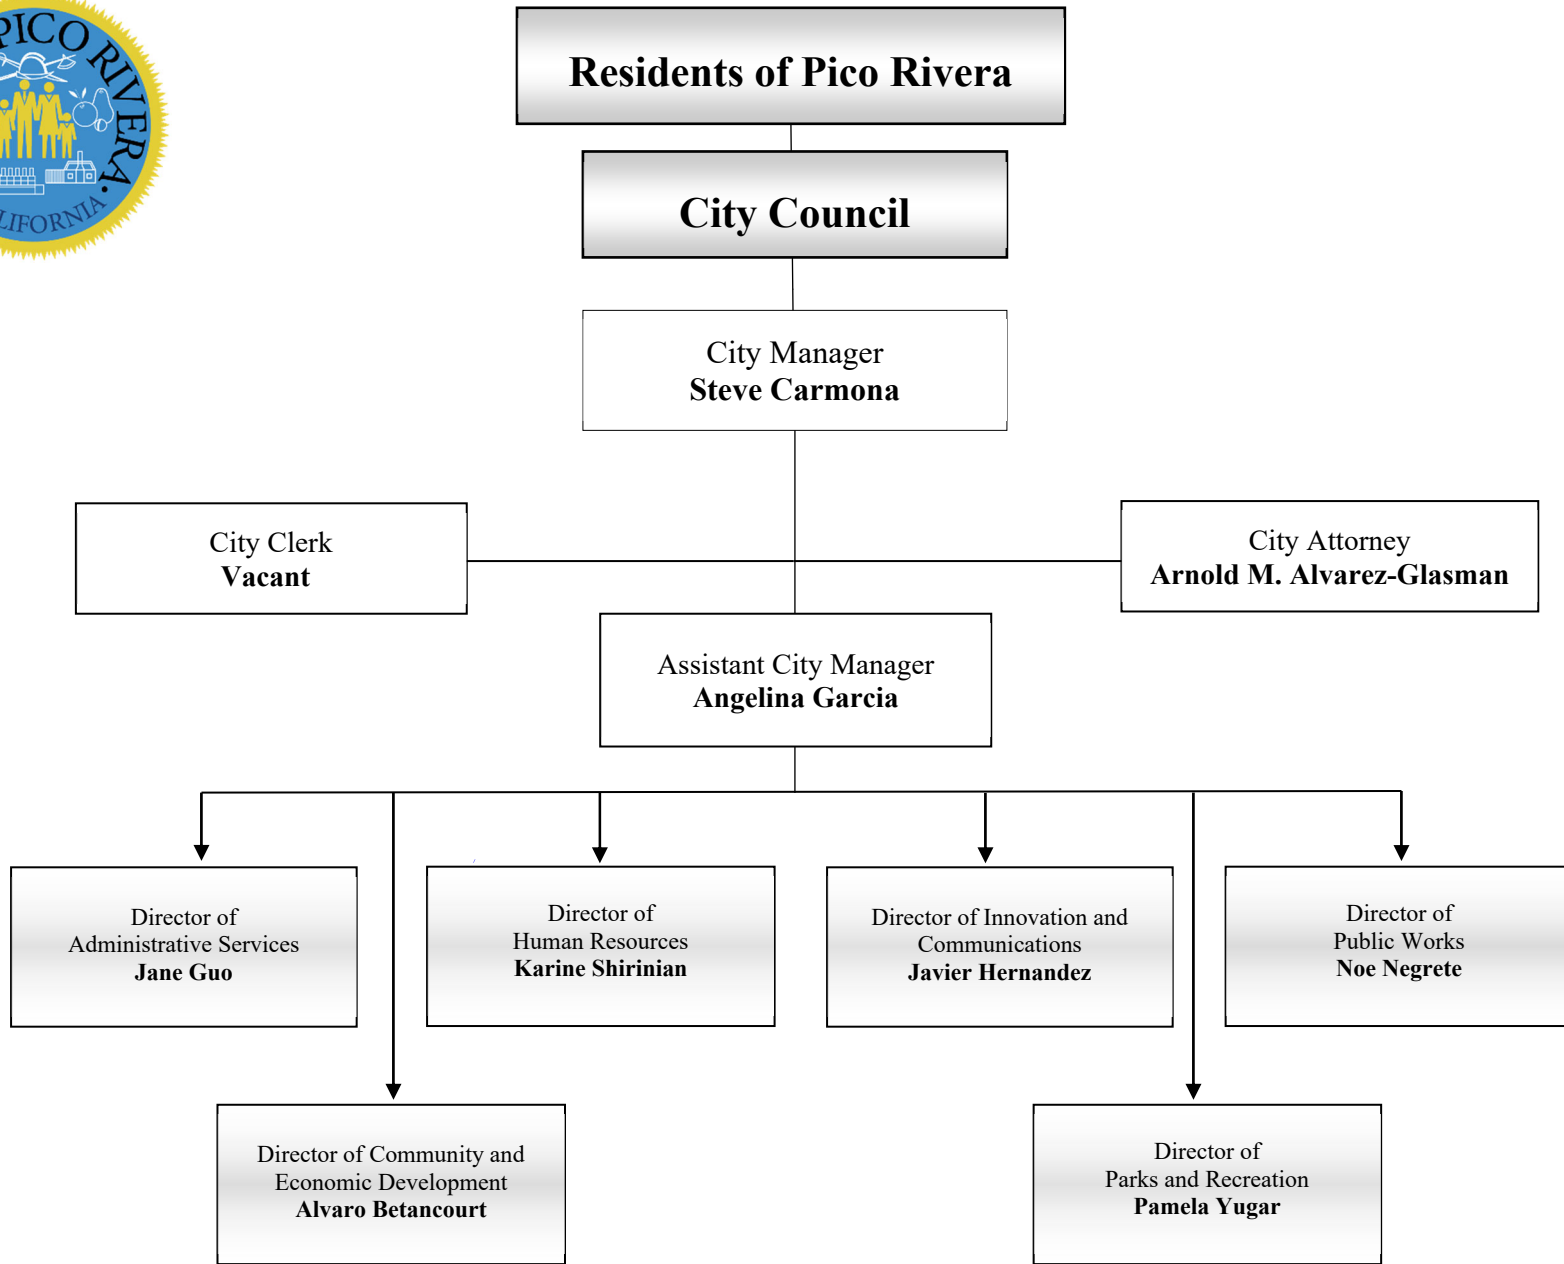 PICO RIVERA
Residents of Pico Rivera
City Council
City Manager
Steve Carmona
City Clerk
Vacant
City Attorney
Arnold M. Alvarez-Glasman
Assistant City Manager
Angelina Garcia
Director of
Administrative Services
Jane Guo
Director of
Human Resources
Karine Shirinian
Director of Innovation and
Communications
Javier Hernandez
Director of
Public Works
Noe Negrete
Director of Community and
Economic Development
Alvaro Betancourt
Director of
Parks and Recreation
Pamela Yugar